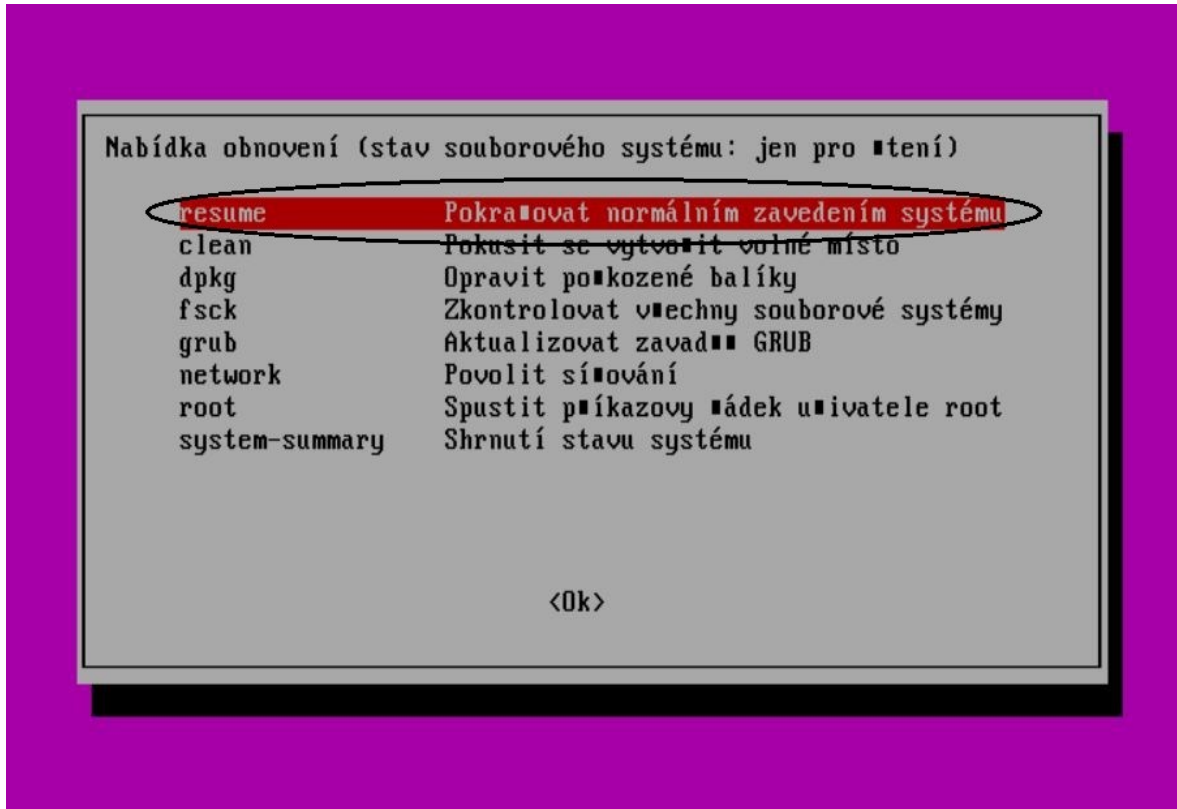 Nabídka obnovení (stav souborového systému: jen pro ■tení)
resume Pokra■ovat normálním zavedením systému
clean Pokusit se vytvo■it volné místo
dpkg Opravit po■kozené balíky
fsck Zkontrolovat v■echny souborové systémy
grub Aktualizovat zavad■■ GRUB
network Povolit sí■ování
root Spustit p■íkazovy ■ádek u■ivatele root
system-summary Shrnutí stavu systému
<Ok>